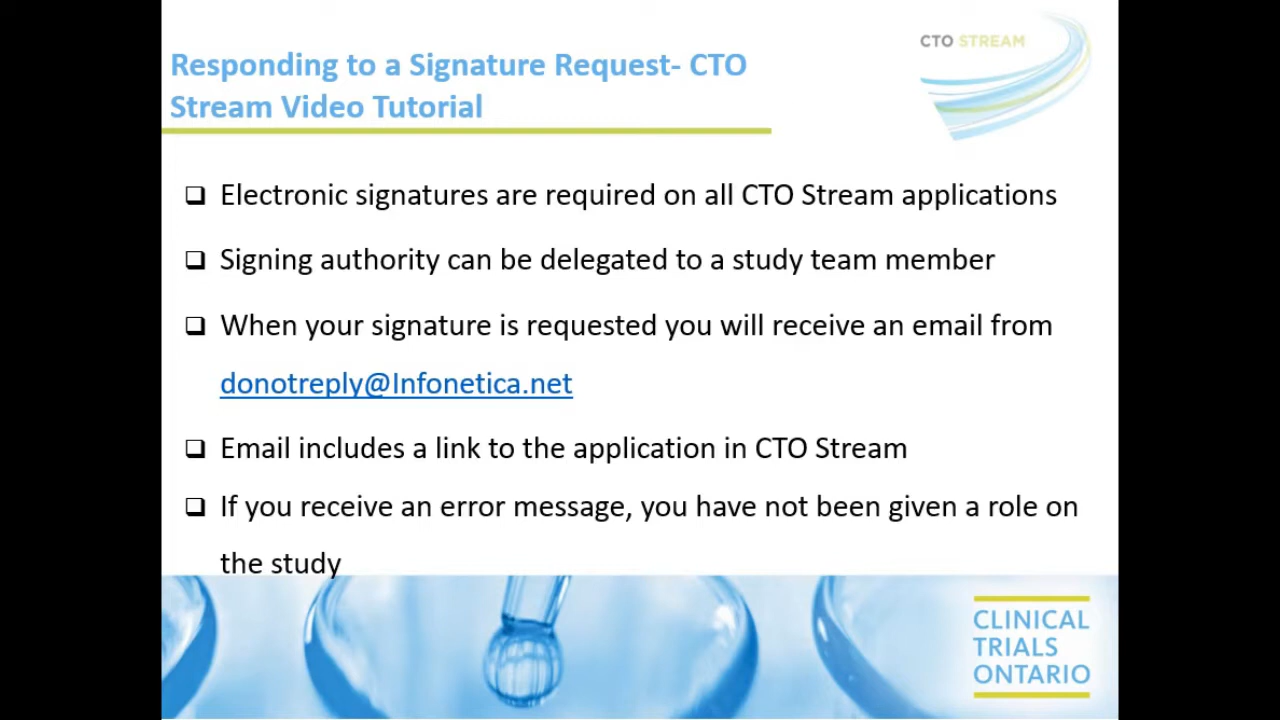 CTO STREAM
Responding to a Signature Request- CTO
Stream Video Tutorial
❑ Electronic signatures are required on all CTO Stream applications
❑ Signing authority can be delegated to a study team member
❑ When your signature is requested you will receive an email from
donotreply@Infonetica.net
❑ Email includes a link to the application in CTO Stream
❑ If you receive an error message, you have not been given a role on
the study
CLINICAL
TRIALS
ONTARIO